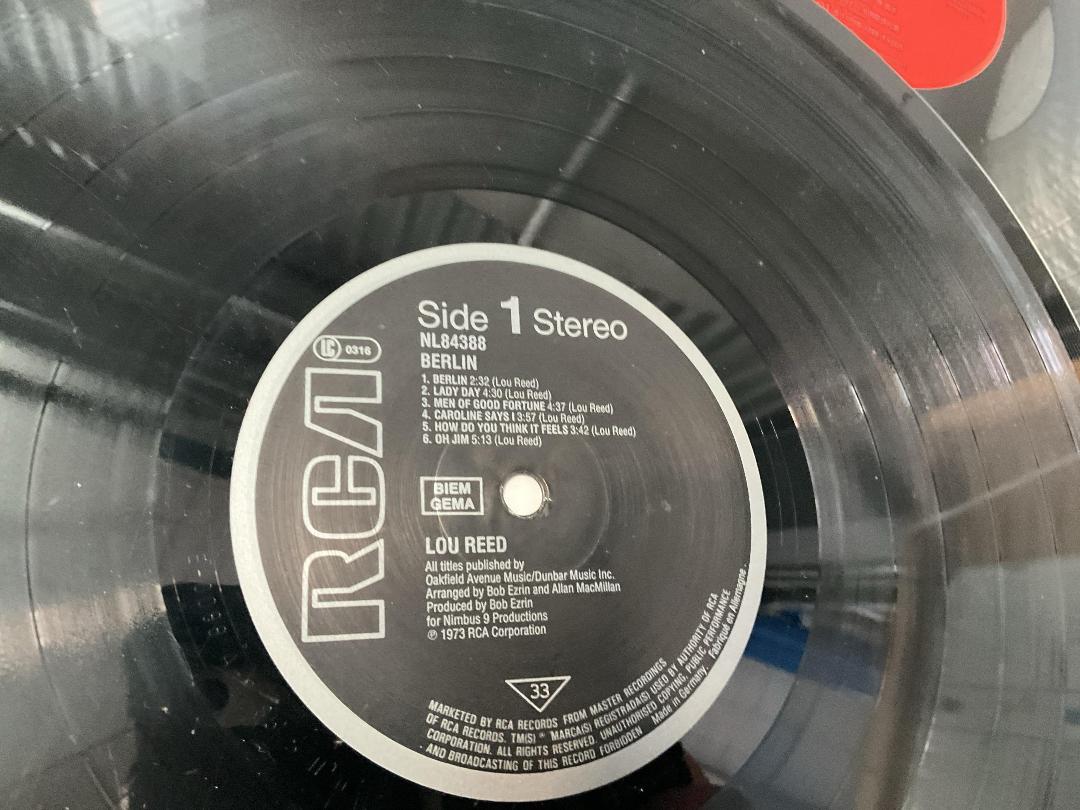 Side 1 Stereo
NL84388
BERLIN
1. BERLIN 2:32 (Lou Reed)
2. LADY DAY 4:30 (Lou Reed)
3. MEN OF GOOD FORTUNE 4:37 (Lou Reed)
4. CAROLINE SAYS I 3:57 (Lou Reed)
5. HOW DO YOU THINK IT FEELS 3:42 (Lou Reed)
6. OH JIM 5:13 (Lou Reed)
LC 0316
RCA
BIEM
GEMA
LOU REED
All titles published by
Oakfield Avenue Music/Dunbar Music Inc.
Arranged by Bob Ezrin and Allan MacMillan
Produced by Bob Ezrin
for Nimbus 9 Productions
℗ 1973 RCA Corporation
33
MARKETED BY RCA RECORDS FROM MASTER RECORDINGS
OF RCA RECORDS. TM(S) ® MARCA(S) REGISTRADA(S) USED BY AUTHORITY OF RCA
CORPORATION. ALL RIGHTS RESERVED. UNAUTHORISED COPYING, PUBLIC PERFORMANCE
AND BROADCASTING OF THIS RECORD FORBIDDEN Made in Germany. Fabriqué en Allemagne.